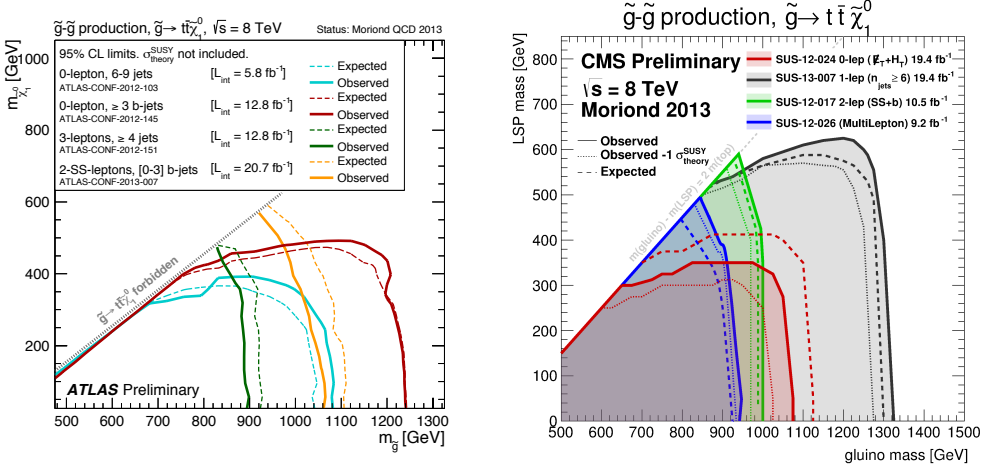 g̃-g̃ production, g̃→ tt̄χ̃₁⁰, √s = 8 TeV
Status: Moriond QCD 2013
95% CL limits. σ^SUSY_theory not included.
0-lepton, 6-9 jets [L_int = 5.8 fb⁻¹] Expected
ATLAS-CONF-2012-103 Observed
0-lepton, ≥ 3 b-jets [L_int = 12.8 fb⁻¹] Expected
ATLAS-CONF-2012-145 Observed
3-leptons, ≥ 4 jets [L_int = 12.8 fb⁻¹] Expected
ATLAS-CONF-2012-151 Observed
2-SS-leptons, [0-3] b-jets [L_int = 20.7 fb⁻¹] Expected
ATLAS-CONF-2013-007 Observed
m_χ̃₁⁰ [GeV]
1000
800
600
400
200
g̃→ tt̄χ̃₁⁰ forbidden
ATLAS Preliminary
500 600 700 800 900 1000 1100 1200 1300
m_g̃ [GeV]
g̃-g̃ production, g̃→ t t̄ χ̃₁⁰
CMS Preliminary
√s = 8 TeV
Moriond 2013
SUS-12-024 0-lep (E̸_T+H_T) 19.4 fb⁻¹
SUS-13-007 1-lep (n_jets ≥ 6) 19.4 fb⁻¹
SUS-12-017 2-lep (SS+b) 10.5 fb⁻¹
SUS-12-026 (MultiLepton) 9.2 fb⁻¹
Observed
Observed -1 σ^SUSY_theory
Expected
m(gluino) - m(LSP) = 2 m(top)
LSP mass [GeV]
800
700
600
500
400
300
200
100
0
500 600 700 800 900 1000 1100 1200 1300 1400 1500
gluino mass [GeV]